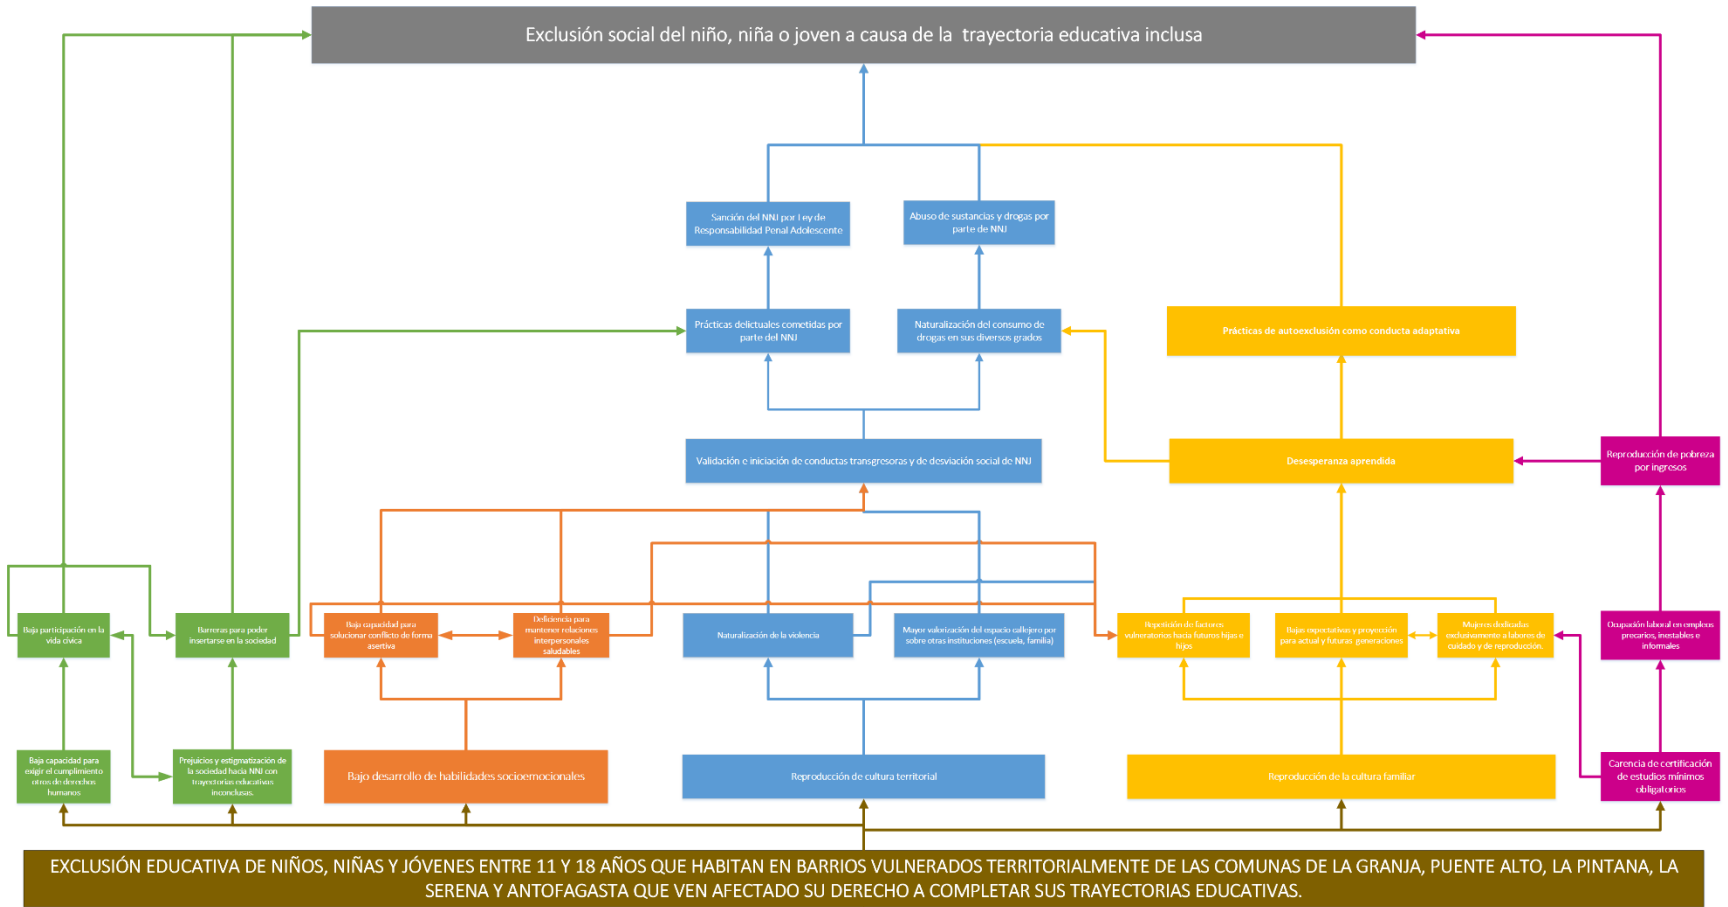 Exclusión social del niño, niña o joven a causa de la trayectoria educativa inclusa
Sanción del NNJ por Ley de
Responsabilidad Penal Adolescente
Abuso de sustancias y drogas por
parte de NNJ
Prácticas delictuales cometidas por
parte del NNJ
Naturalización del consumo de
drogas en sus diversos grados
Prácticas de autoexclusión como conducta adaptativa
Validación e iniciación de conductas transgresoras y de desviación social de NNJ
Desesperanza aprendida
Reproducción de pobreza
por ingresos
Baja participación en la
vida cívica
Barreras para poder
insertarse en la sociedad
Baja capacidad para
solucionar conflicto de forma
asertiva
Deficiencia para
mantener relaciones
interpersonales
saludables
Naturalización de la violencia
Mayor valorización del espacio callejero por
sobre otras instituciones (escuela, familia)
Repetición de factores
vulneratorios hacia futuros hijas e
hijos
Bajas expectativas y proyección
para actual y futuras generaciones
Mujeres dedicadas
exclusivamente a labores de
cuidado y de reproducción.
Ocupación laboral en empleos
precarios, inestables e
informales
Baja capacidad para
exigir el cumplimiento
otros de derechos
humanos
Prejuicios y estigmatización de
la sociedad hacia NNJ con
trayectorias educativas
inconclusas.
Bajo desarrollo de habilidades socioemocionales
Reproducción de cultura territorial
Reproducción de la cultura familiar
Carencia de certificación
de estudios mínimos
obligatorios
EXCLUSIÓN EDUCATIVA DE NIÑOS, NIÑAS Y JÓVENES ENTRE 11 Y 18 AÑOS QUE HABITAN EN BARRIOS VULNERADOS TERRITORIALMENTE DE LAS COMUNAS DE LA GRANJA, PUENTE ALTO, LA PINTANA, LA
SERENA Y ANTOFAGASTA QUE VEN AFECTADO SU DERECHO A COMPLETAR SUS TRAYECTORIAS EDUCATIVAS.